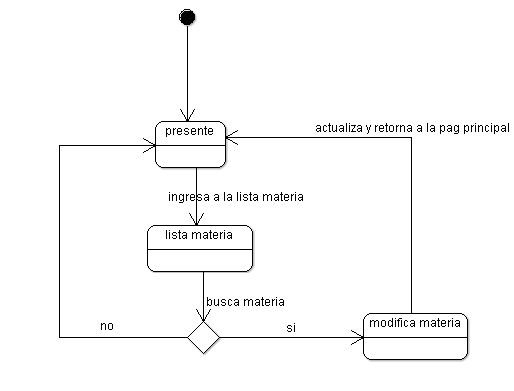 presente
actualiza y retorna a la pag principal
ingresa a la lista materia
lista materia
busca materia
no
si
modifica materia